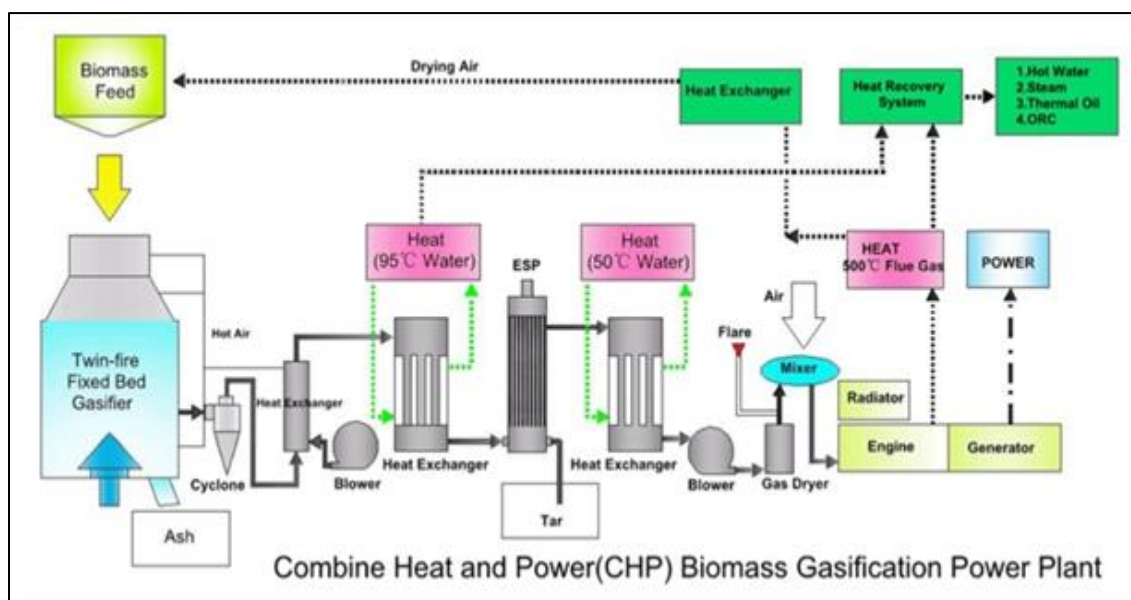 Biomass
Feed
Drying Air
Heat Exchanger
Heat Recovery
System
1.Hot Water
2.Steam
3.Thermal Oil
4.ORC
Heat
(95℃ Water)
ESP
Heat
(50℃ Water)
HEAT
500℃ Flue Gas
POWER
Air
Hot Air
Flare
Twin-fire
Fixed Bed
Gasifier
Mixer
Radiator
Heat Exchanger
Engine
Generator
Cyclone
Blower
Heat Exchanger
Heat Exchanger
Blower
Gas Dryer
Ash
Tar
Combine Heat and Power(CHP) Biomass Gasification Power Plant